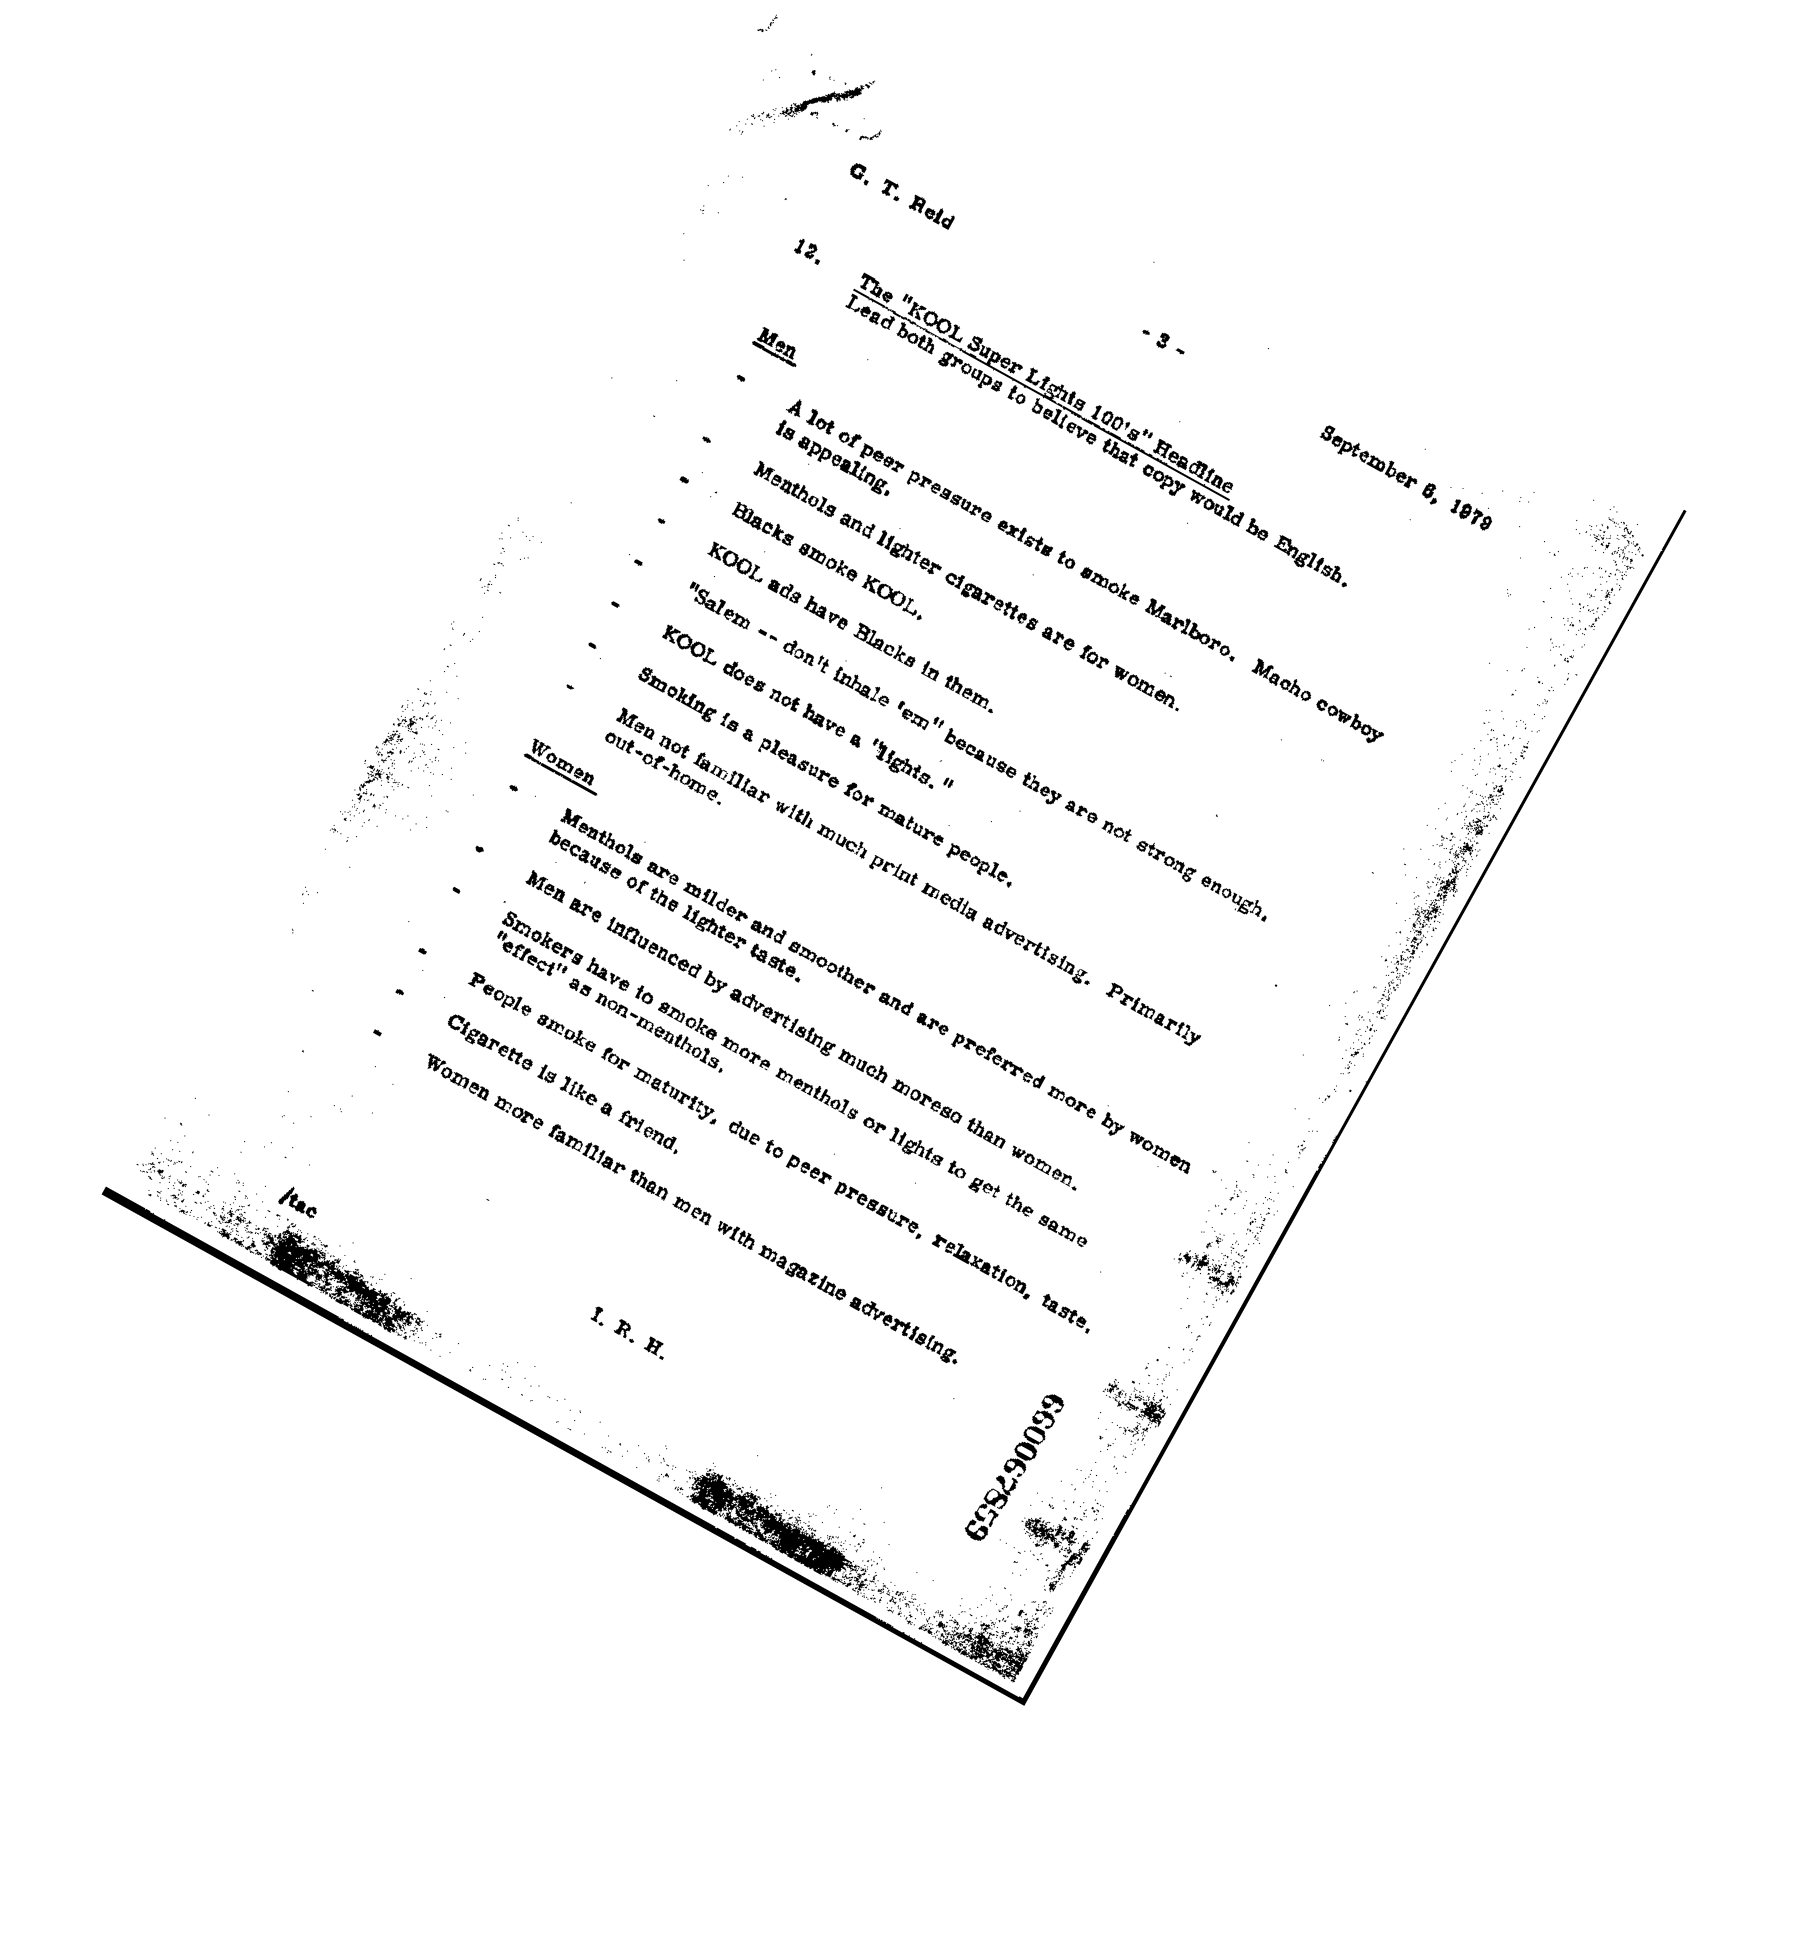 G. T. Reid
- 3 -
September 6, 1979
12.
The "KOOL Super Lights 100's" Headline
Lead both groups to believe that copy would be English.
Men
- A lot of peer pressure exists to smoke Marlboro. Macho cowboy
is appealing.
- Menthols and lighter cigarettes are for women.
- Blacks smoke KOOL.
- KOOL ads have Blacks in them.
- "Salem -- don't inhale 'em" because they are not strong enough.
- KOOL does not have a "lights."
- Smoking is a pleasure for mature people.
- Men not familiar with much print media advertising. Primarily
out-of-home.
Women
- Menthols are milder and smoother and are preferred more by women
because of the lighter taste.
- Men are influenced by advertising much moreso than women.
- Smokers have to smoke more menthols or lights to get the same
"effect" as non-menthols.
- People smoke for maturity, due to peer pressure, relaxation, taste.
- Cigarette is like a friend.
- Women more familiar than men with magazine advertising.
I. R. H.
/tac
660067859